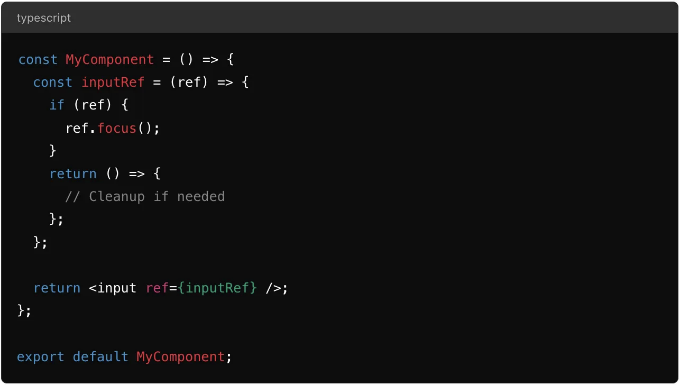 typescript
const MyComponent = () => {
  const inputRef = (ref) => {
    if (ref) {
      ref.focus();
    }
    return () => {
      // Cleanup if needed
    };
  };

  return <input ref={inputRef} />;
};

export default MyComponent;